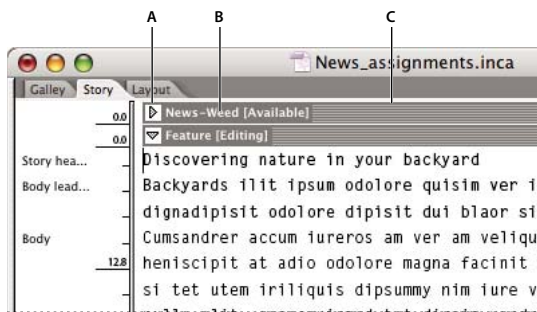 A B C
News_assignments.inca
Galley Story Layout
0.0 News-Weed [Available]
0.0 Feature [Editing]
Story hea... Discovering nature in your backyard
Body lead... Backyards ilit ipsum odolore quisim ver i
dignadipisit odolore dipisit dui blaor si
Body Cumsandrer accum iureros am ver am veliqu
12.8 heniscipit at adio odolore magna facinit
si tet utem iriliquis dipsummy nim iure v